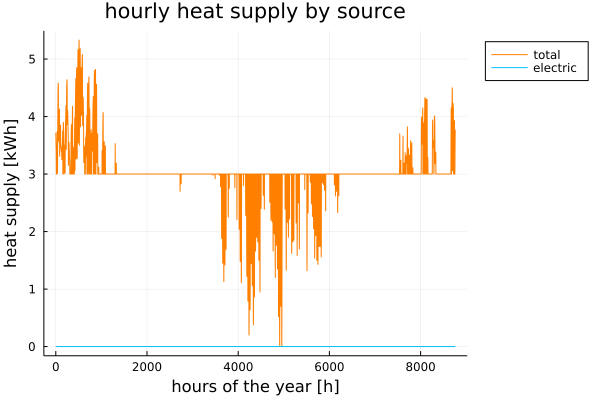 hourly heat supply by source
total
electric
heat supply [kWh]
5
4
3
2
1
0
0 2000 4000 6000 8000
hours of the year [h]